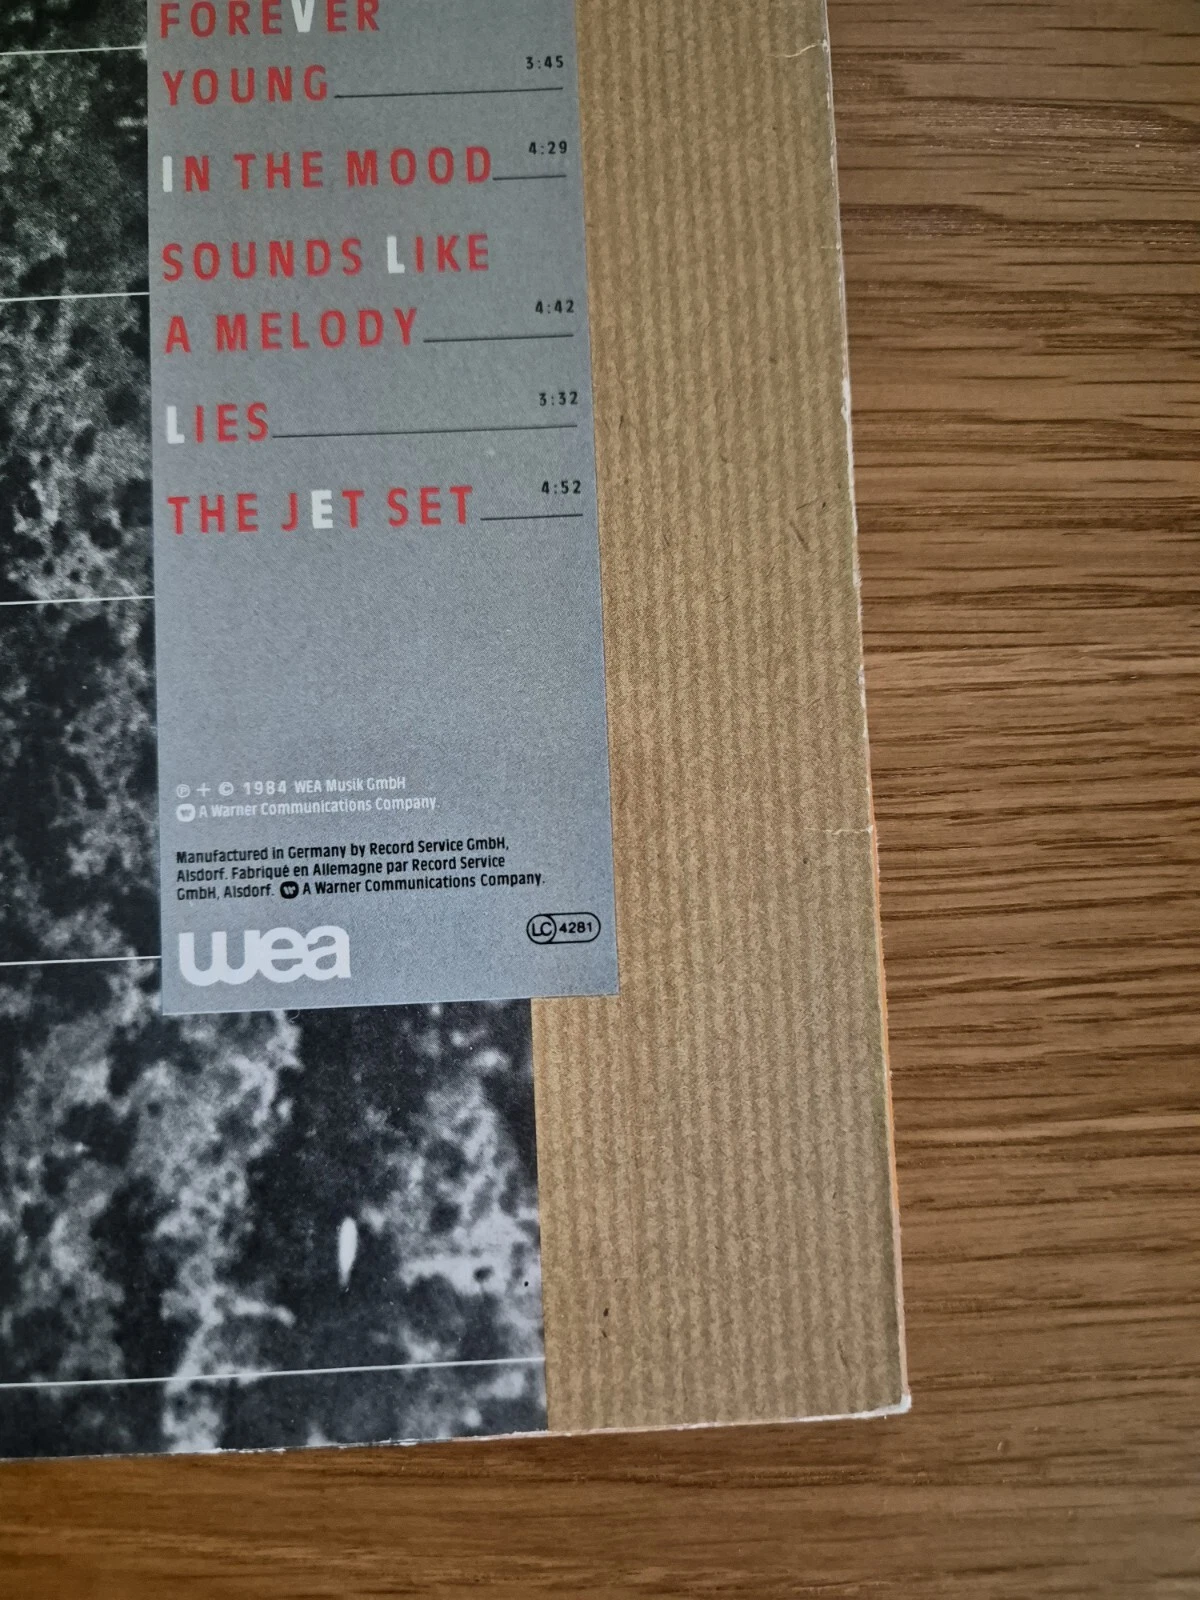 FOREVER
YOUNG 3:45
IN THE MOOD 4:29
SOUNDS LIKE
A MELODY 4:42
LIES 3:32
THE JET SET 4:52
℗ + © 1984 WEA Musik GmbH
W A Warner Communications Company.
Manufactured in Germany by Record Service GmbH,
Alsdorf. Fabriqué en Allemagne par Record Service
GmbH, Alsdorf. W A Warner Communications Company.
wea
LC 4281